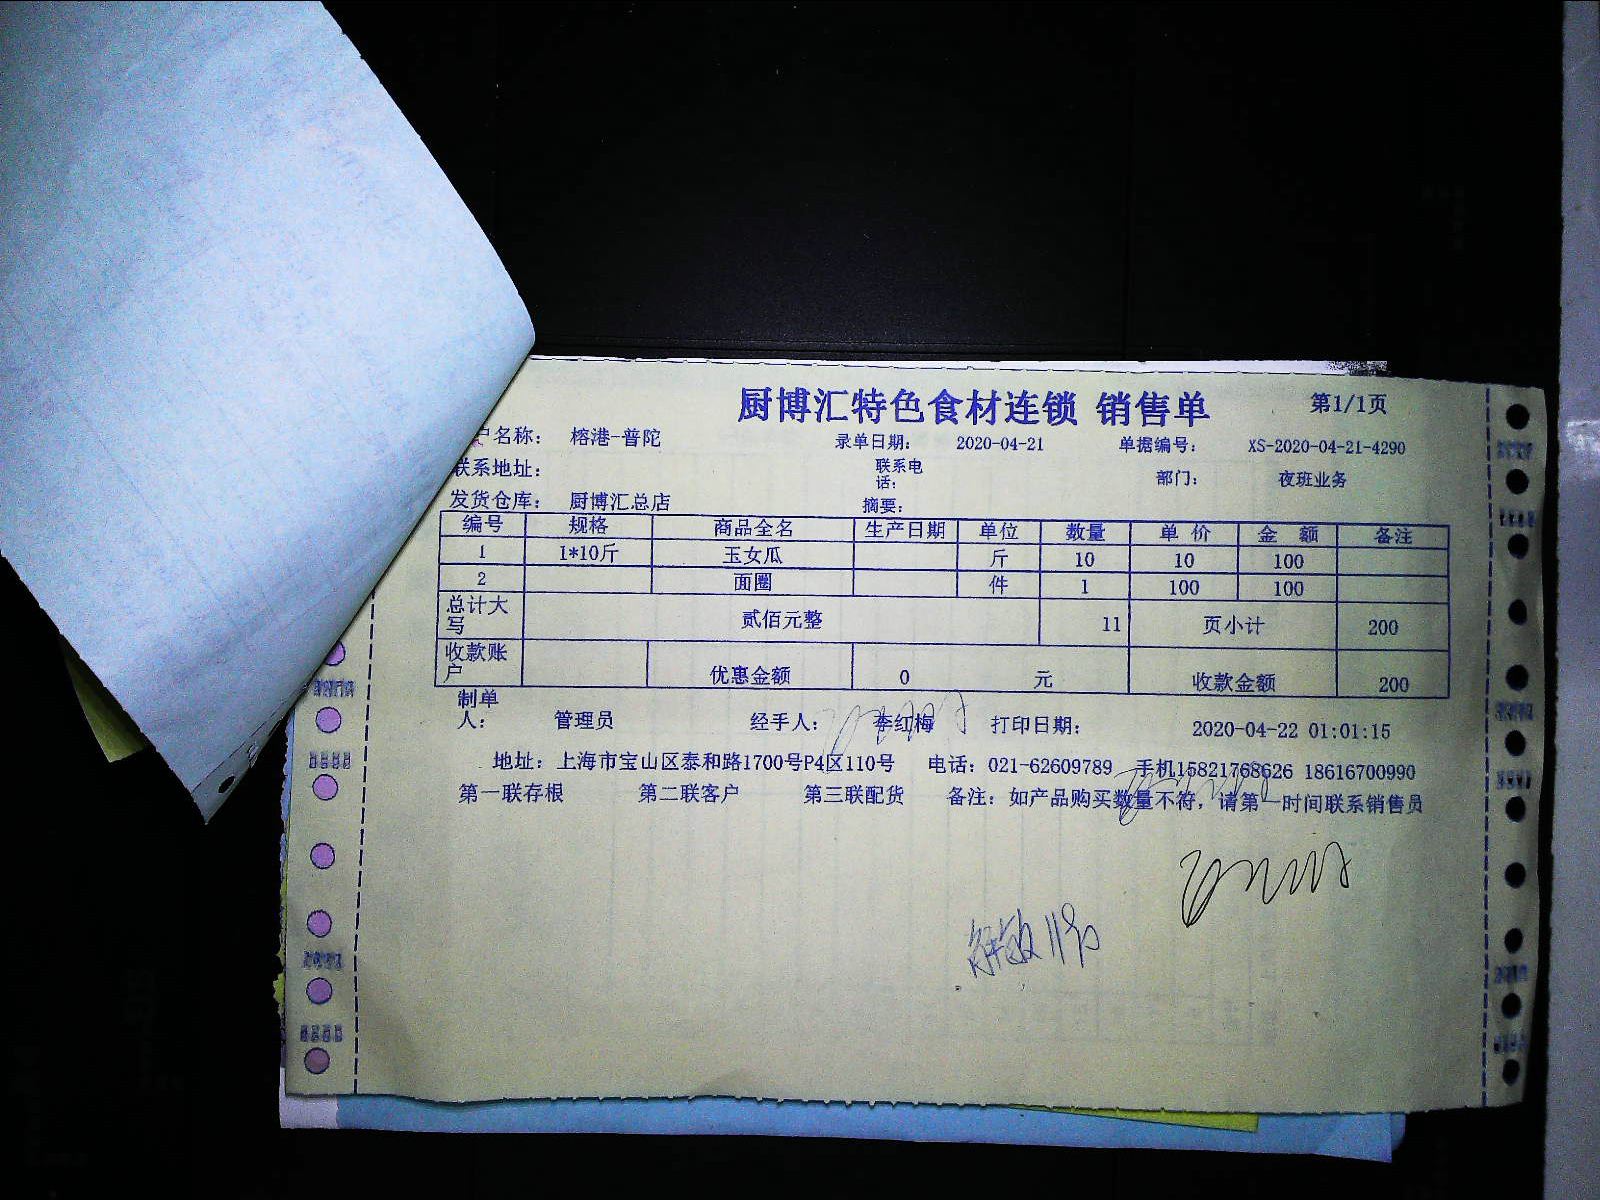 厨博汇特色食材连锁 销售单 第1/1页
户名称： 榕港-普陀 录单日期： 2020-04-21 单据编号： XS-2020-04-21-4290
联系地址： 联系电话： 部门： 夜班业务
发货仓库： 厨博汇总店 摘要：
编号 规格 商品全名 生产日期 单位 数量 单 价 金 额 备注
1 1*10斤 玉女瓜 斤 10 10 100
2 面圈 件 1 100 100
总计大写 贰佰元整 11 页小计 200
收款账户 优惠金额 0 元 收款金额 200
制单人： 管理员 经手人： 李红梅 打印日期： 2020-04-22 01:01:15
地址：上海市宝山区泰和路1700号P4区110号 电话：021-62609789 手机15821768626 18616700990
第一联存根 第二联客户 第三联配货 备注：如产品购买数量不符，请第一时间联系销售员